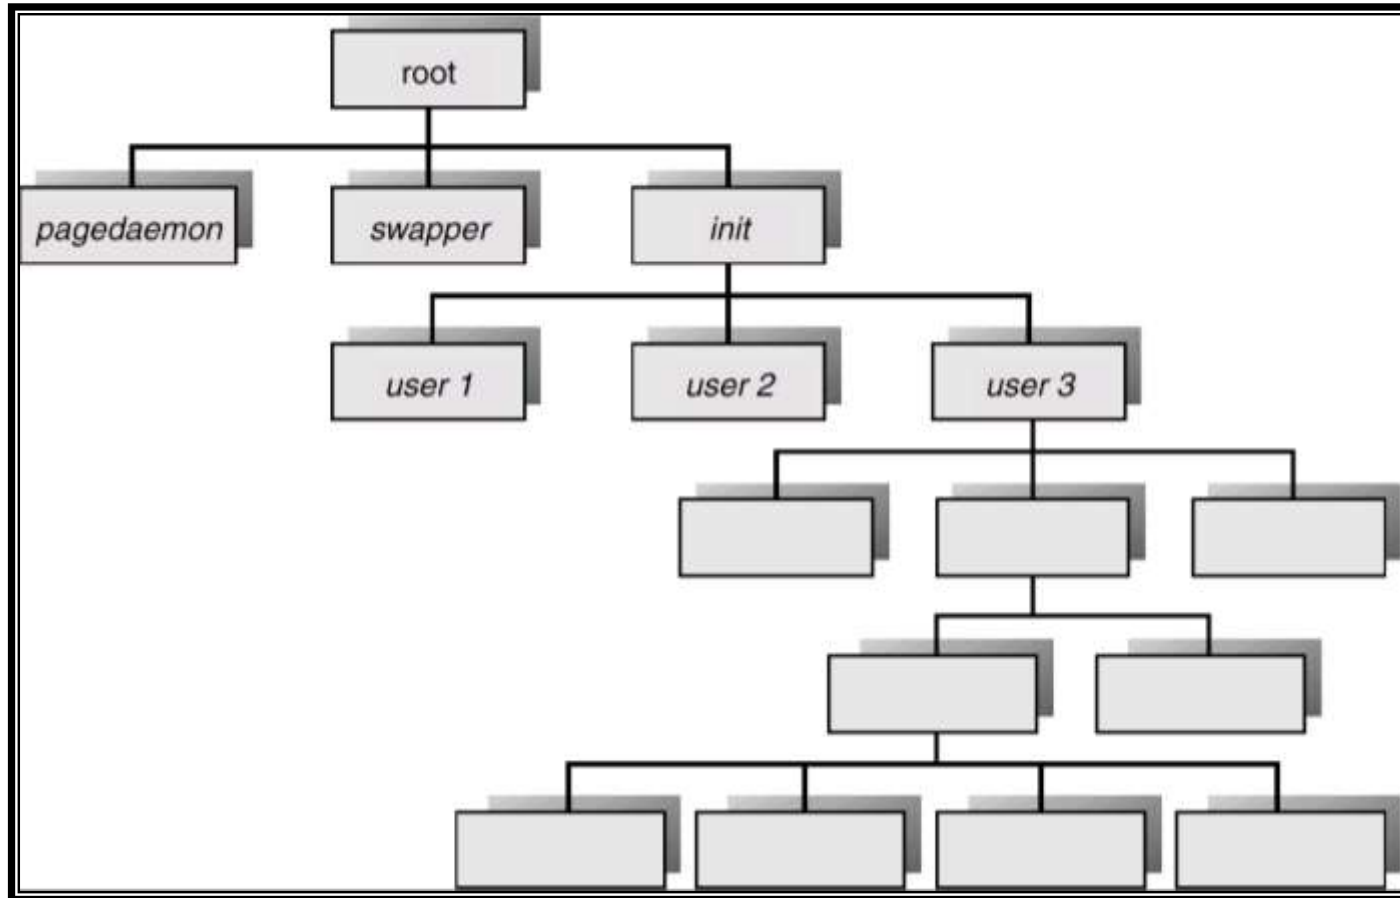 root
pagedaemon
swapper
init
user 1
user 2
user 3